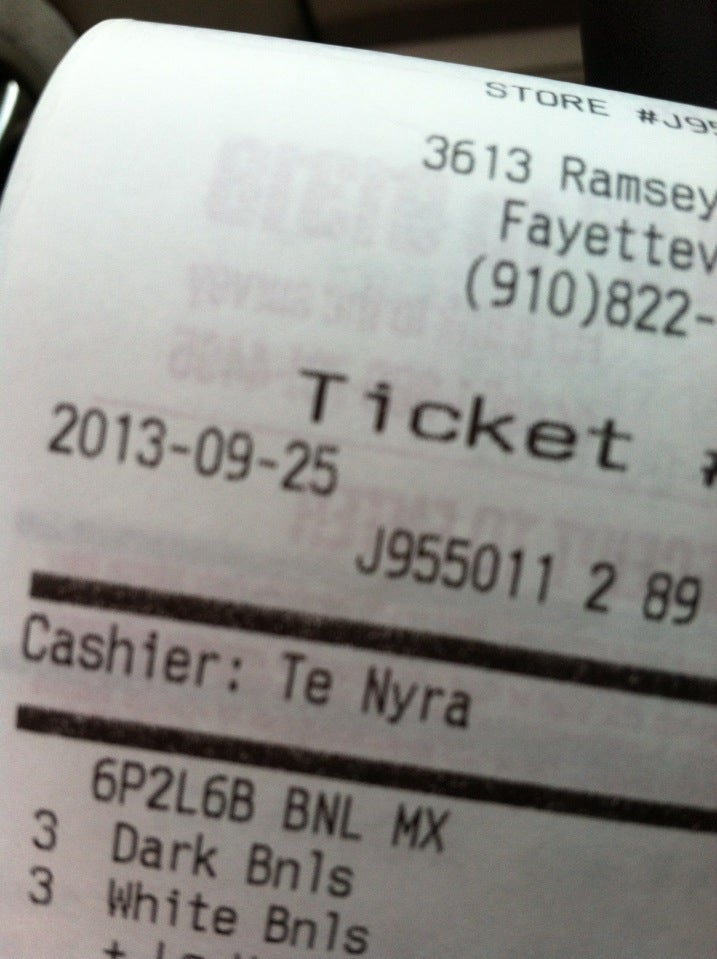 STORE #J95
3613 Ramsey
Fayettev
(910)822-
Ticket #
2013-09-25
J955011 2 89
Cashier: Te Nyra
6P2L6B BNL MX
3 Dark Bnls
3 White Bnls